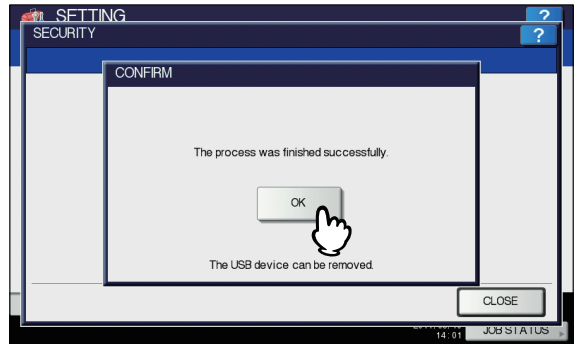 SETTING
?
SECURITY
?
CONFIRM
The process was finished successfully.
OK
The USB device can be removed.
CLOSE
14:01
JOB STATUS